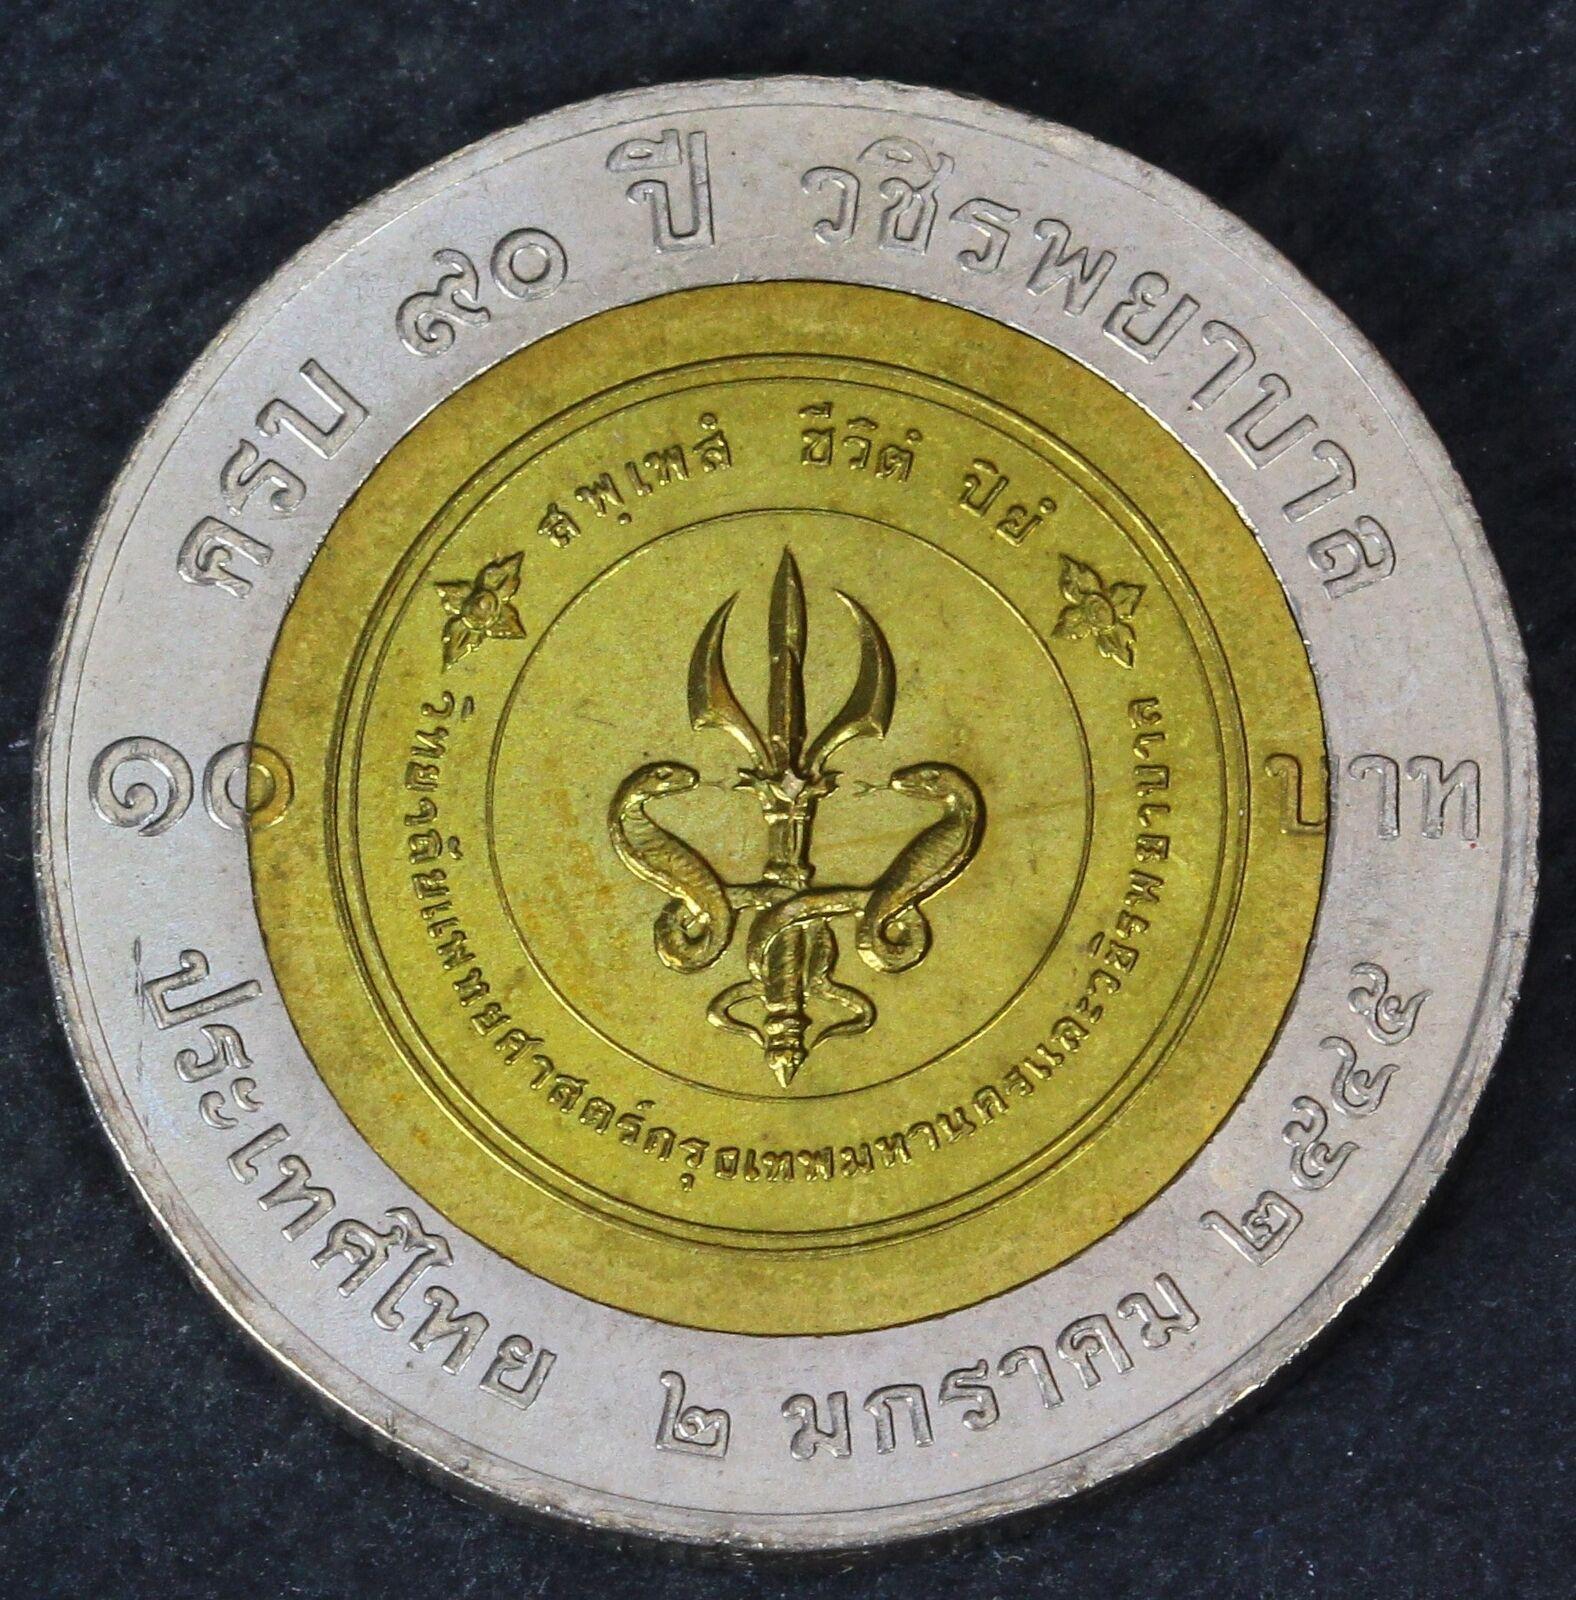 ครบ ๙๐ ปี วชิรพยาบาล
๑๐ บาท
ประเทศไทย ๒ มกราคม ๒๕๔๕
สพฺเพสํ ชีวิตํ ปิยํ
วิทยาลัยแพทยศาสตร์กรุงเทพมหานครและวชิรพยาบาล